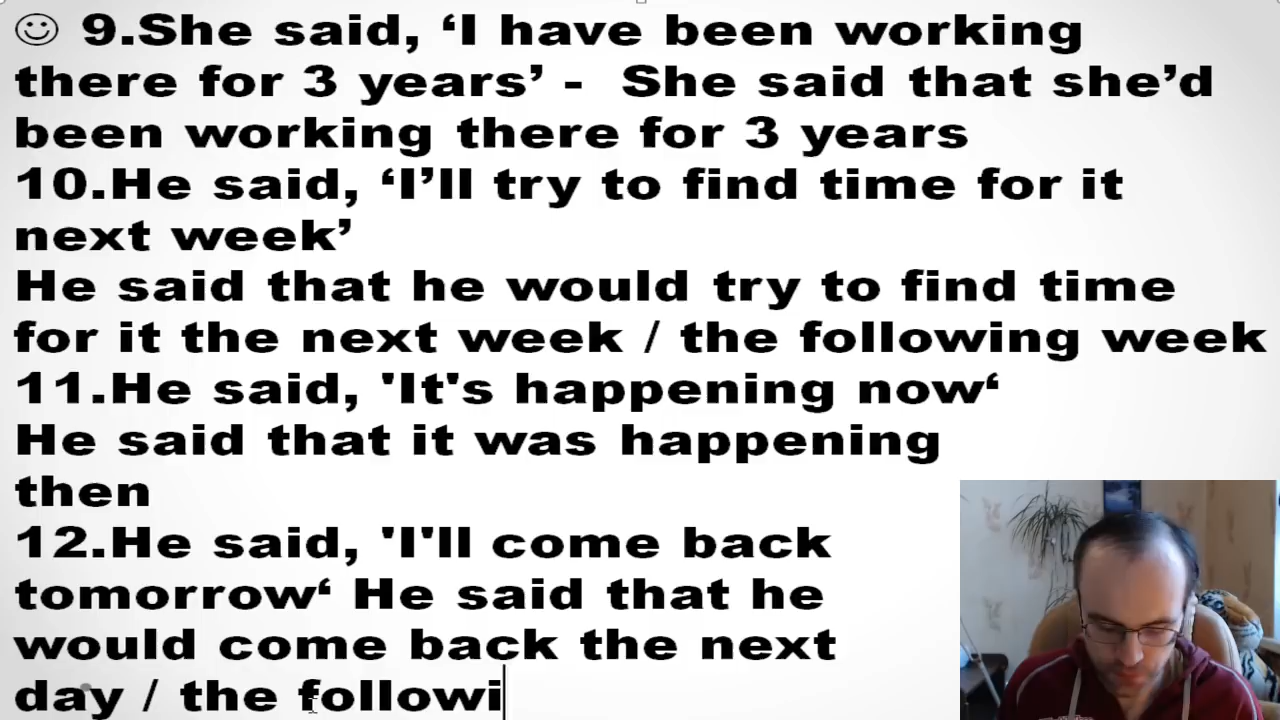 ☺ 9.She said, ‘I have been working
there for 3 years’ - She said that she’d
been working there for 3 years
10.He said, ‘I’ll try to find time for it
next week’
He said that he would try to find time
for it the next week / the following week
11.He said, 'It's happening now‘
He said that it was happening
then
12.He said, 'I'll come back
tomorrow‘ He said that he
would come back the next
day / the followi